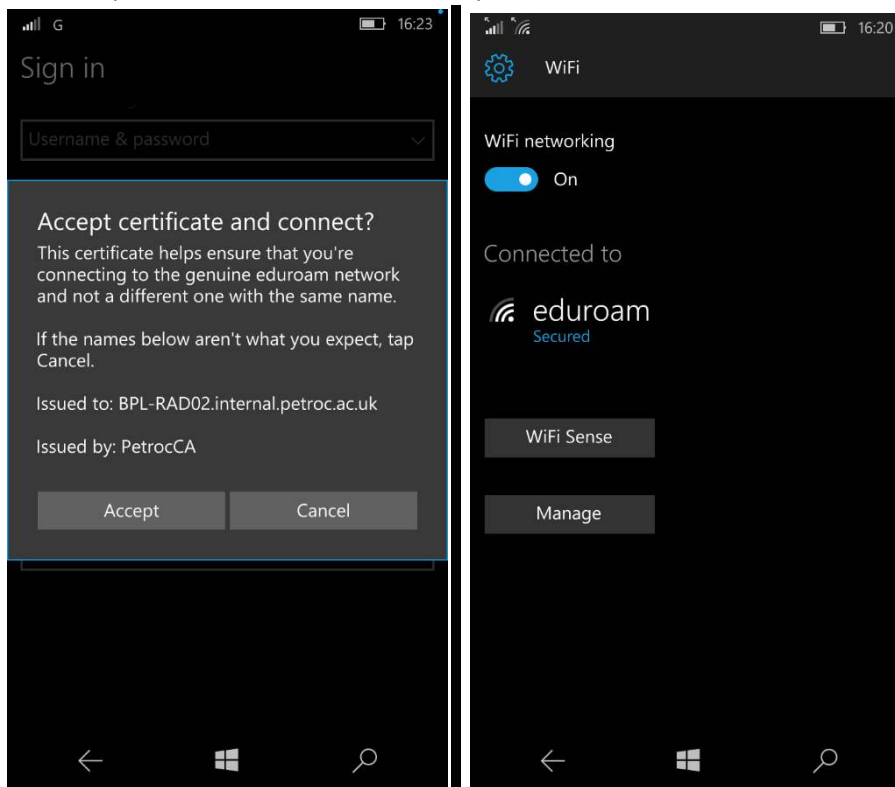 G 16:23
Sign in
Username & password
Accept certificate and connect?
This certificate helps ensure that you're
connecting to the genuine eduroam network
and not a different one with the same name.
If the names below aren't what you expect, tap
Cancel.
Issued to: BPL-RAD02.internal.petroc.ac.uk
Issued by: PetrocCA
Accept Cancel
16:20
WiFi
WiFi networking
On
Connected to
eduroam
Secured
WiFi Sense
Manage